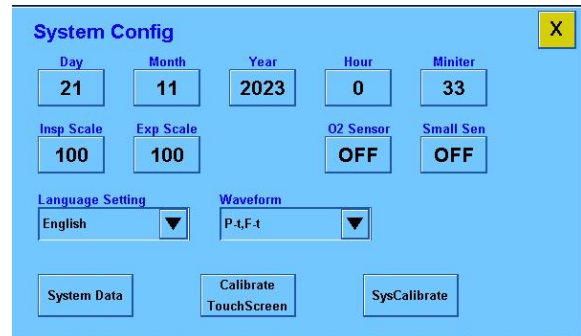 System Config
X
Day Month Year Hour Miniter
21 11 2023 0 33
Insp Scale Exp Scale O2 Sensor Small Sen
100 100 OFF OFF
Language Setting Waveform
English P-t,F-t
System Data Calibrate TouchScreen SysCalibrate